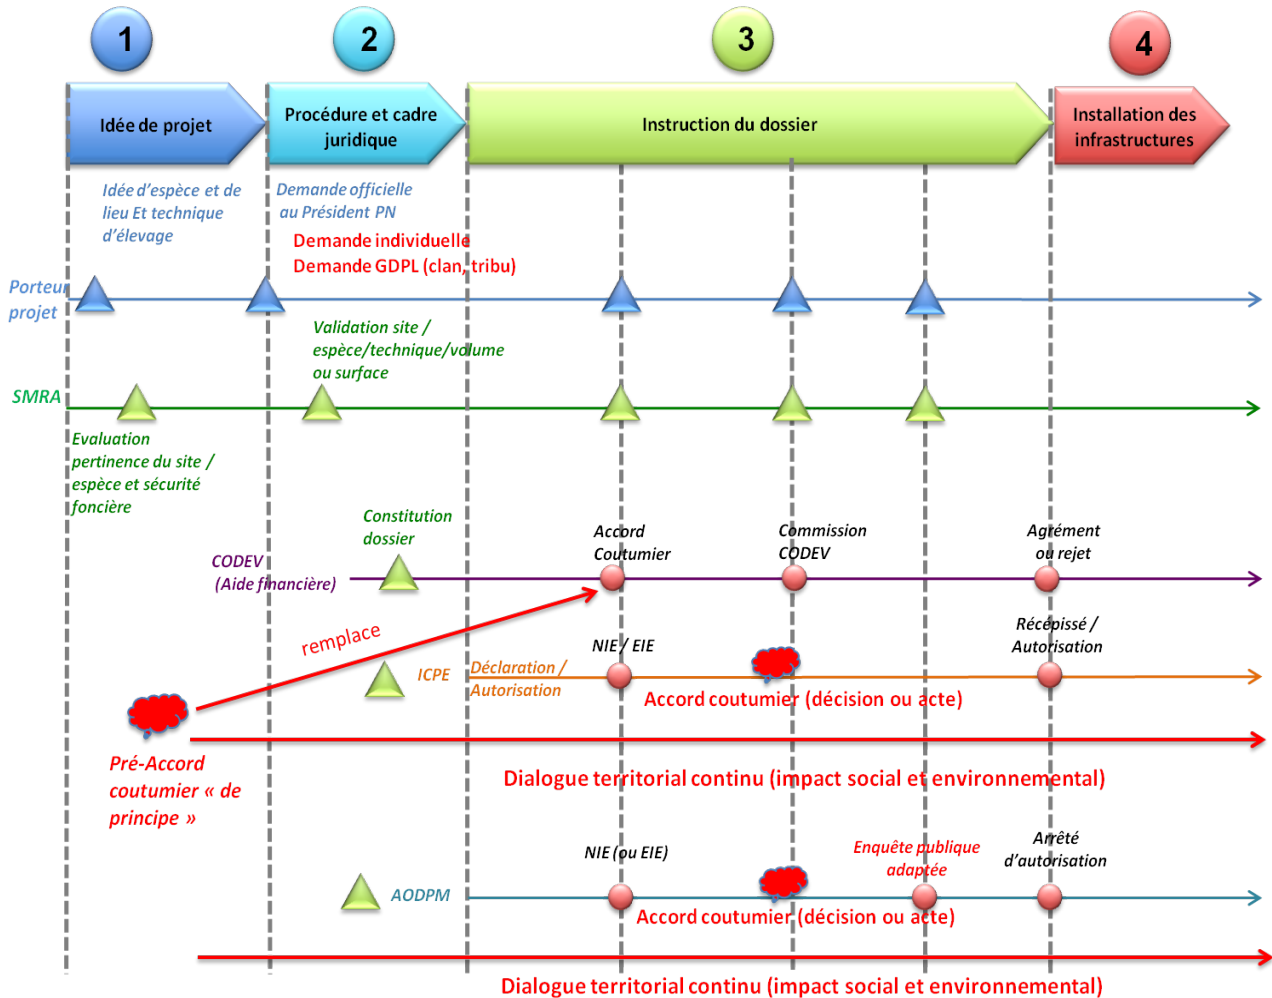 1
2
3
4
Idée de projet
Procédure et cadre
juridique
Instruction du dossier
Installation des
infrastructures
Idée d'espèce et de
lieu Et technique
d'élevage
Demande officielle
au Président PN
Demande individuelle
Demande GDPL (clan, tribu)
Porteur
projet
Validation site /
espèce/technique/volume
ou surface
SMRA
Evaluation
pertinence du site /
espèce et sécurité
foncière
Constitution
dossier
Accord
Coutumier
Commission
CODEV
Agrément
ou rejet
CODEV
(Aide financière)
remplace
NIE / EIE
Récépissé /
Autorisation
ICPE
Déclaration /
Autorisation
Accord coutumier (décision ou acte)
Pré-Accord
coutumier « de
principe »
Dialogue territorial continu (impact social et environnemental)
NIE (ou EIE)
Enquête publique
adaptée
Arrêté
d'autorisation
AODPM
Accord coutumier (décision ou acte)
Dialogue territorial continu (impact social et environnemental)